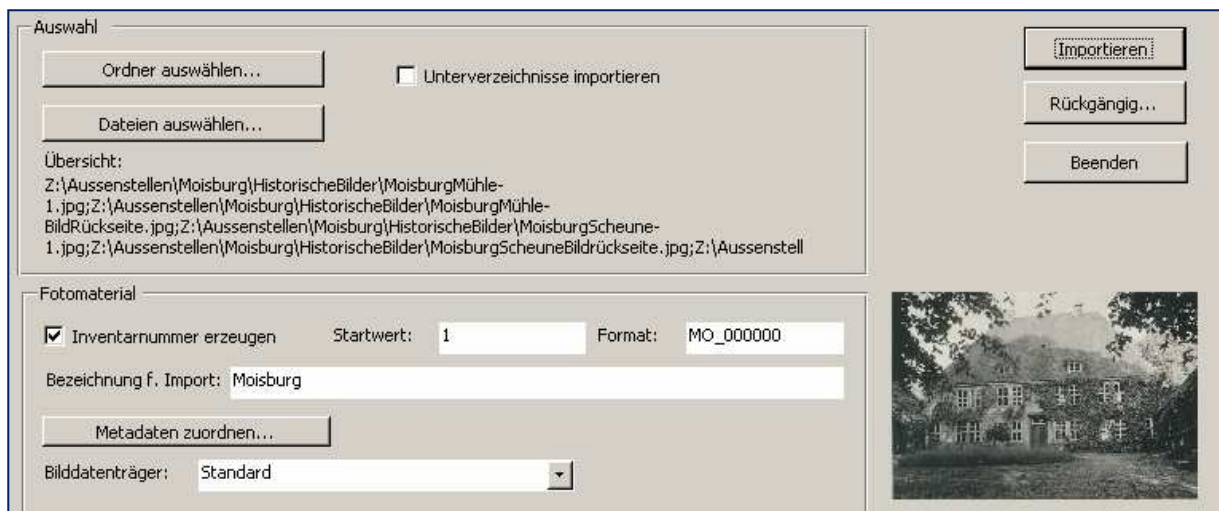 Auswahl
Ordner auswählen...
Unterverzeichnisse importieren
Dateien auswählen...
Übersicht:
Z:\Aussenstellen\Moisburg\HistorischeBilder\MoisburgMühle-
1.jpg;Z:\Aussenstellen\Moisburg\HistorischeBilder\MoisburgMühle-
BildRückseite.jpg;Z:\Aussenstellen\Moisburg\HistorischeBilder\MoisburgScheune-
1.jpg;Z:\Aussenstellen\Moisburg\HistorischeBilder\MoisburgScheuneBildrückseite.jpg;Z:\Aussenstell
Importieren
Rückgängig...
Beenden
Fotomaterial
Inventarnummer erzeugen
Startwert: 1
Format: MO_000000
Bezeichnung f. Import: Moisburg
Metadaten zuordnen...
Bilddatenträger: Standard